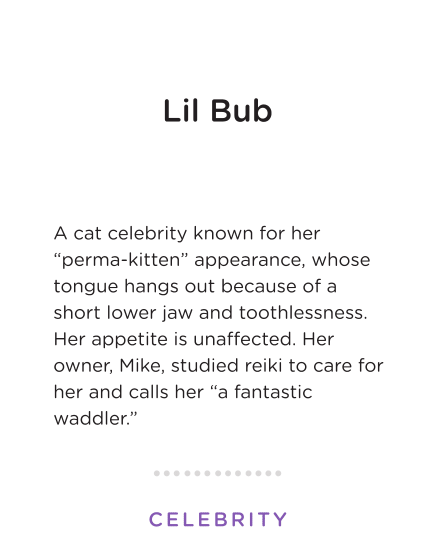 Lil Bub
A cat celebrity known for her
“perma-kitten” appearance, whose
tongue hangs out because of a
short lower jaw and toothlessness.
Her appetite is unaffected. Her
owner, Mike, studied reiki to care for
her and calls her “a fantastic
waddler.”
CELEBRITY